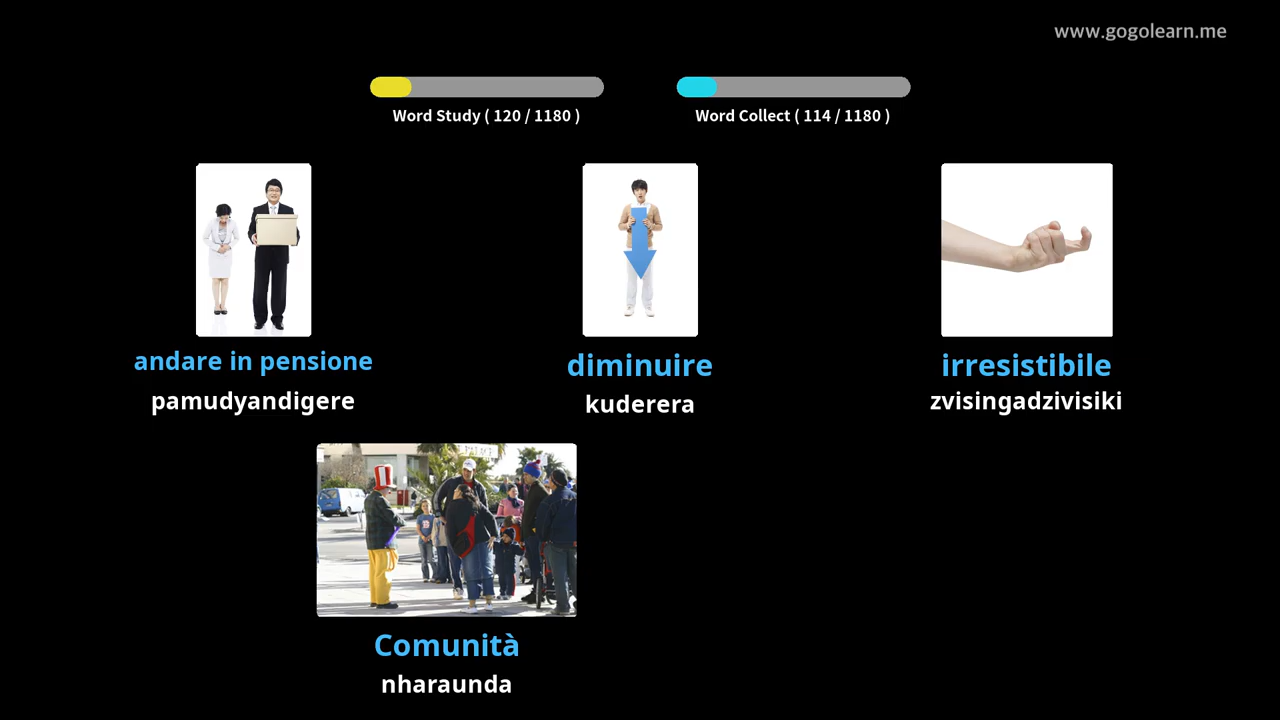 www.gogolearn.me
Word Study ( 120 / 1180 )
Word Collect ( 114 / 1180 )
andare in pensione
diminuire
irresistibile
pamudyandigere
kuderera
zvisingadzivisiki
Comunità
nharaunda